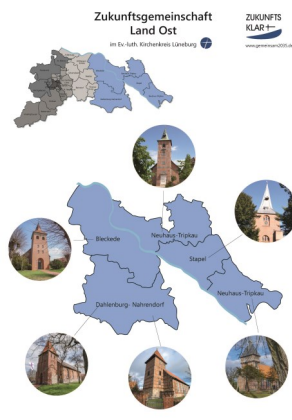 Zukunftsgemeinschaft
Land Ost
im Ev.-luth. Kirchenkreis Lüneburg
ZUKUNFTS
KLAR
www.gemeinsam2035.de
Neuhaus-Tripkau
Bleckede
Stapel
Neuhaus-Tripkau
Dahlenburg- Nahrendorf